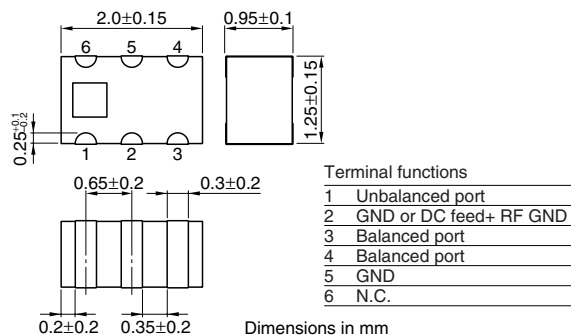 2.0±0.15
0.95±0.1
6 5 4
1.25±0.15
0.25+0.1 −0.2
1 2 3
0.65±0.2
0.3±0.2
0.2±0.2
0.35±0.2
Terminal functions
1 Unbalanced port
2 GND or DC feed+ RF GND
3 Balanced port
4 Balanced port
5 GND
6 N.C.
Dimensions in mm